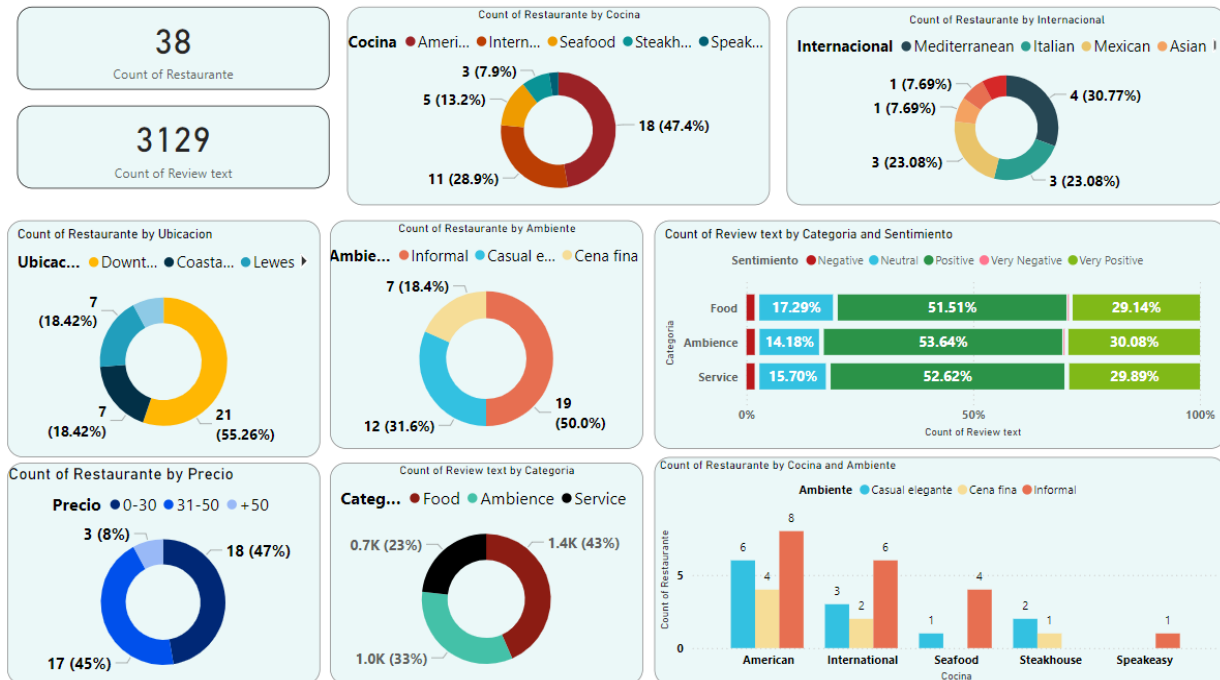 38
Count of Restaurante
3129
Count of Review text
Count of Restaurante by Cocina
Cocina Ameri... Intern... Seafood Steakh... Speak...
3 (7.9%)
5 (13.2%)
18 (47.4%)
11 (28.9%)
Count of Restaurante by Internacional
Internacional Mediterranean Italian Mexican Asian
1 (7.69%)
4 (30.77%)
1 (7.69%)
3 (23.08%)
3 (23.08%)
Count of Restaurante by Ubicacion
Ubicac... Downt... Coasta... Lewes
7
(18.42%)
7
(18.42%)
21
(55.26%)
Count of Restaurante by Ambiente
Ambie... Informal Casual e... Cena fina
7 (18.4%)
12 (31.6%)
19
(50.0%)
Count of Review text by Categoria and Sentimiento
Sentimiento Negative Neutral Positive Very Negative Very Positive
Categoria
Food 17.29% 51.51% 29.14%
Ambience 14.18% 53.64% 30.08%
Service 15.70% 52.62% 29.89%
0% 50% 100%
Count of Review text
Count of Restaurante by Precio
Precio 0-30 31-50 +50
3 (8%)
18 (47%)
17 (45%)
Count of Review text by Categoria
Categ... Food Ambience Service
0.7K (23%)
1.4K (43%)
1.0K (33%)
Count of Restaurante by Cocina and Ambiente
Ambiente Casual elegante Cena fina Informal
Count of Restaurante
5
0
6 4 8 3 2 6 1 4 2 1 1
American International Seafood Steakhouse Speakeasy
Cocina